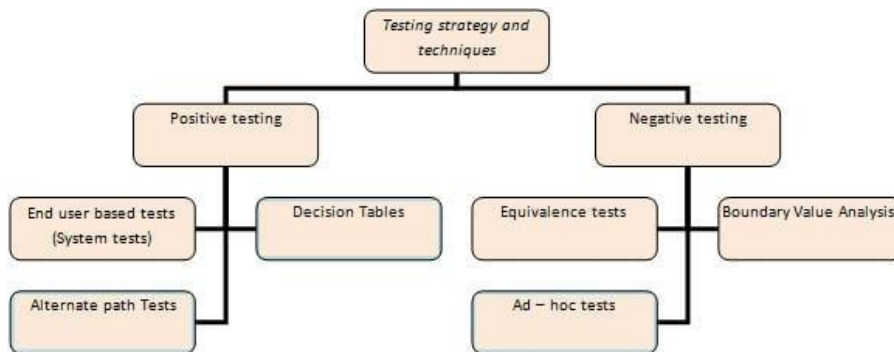 Testing strategy and
techniques
Positive testing
Negative testing
End user based tests
(System tests)
Decision Tables
Equivalence tests
Boundary Value Analysis
Alternate path Tests
Ad – hoc tests